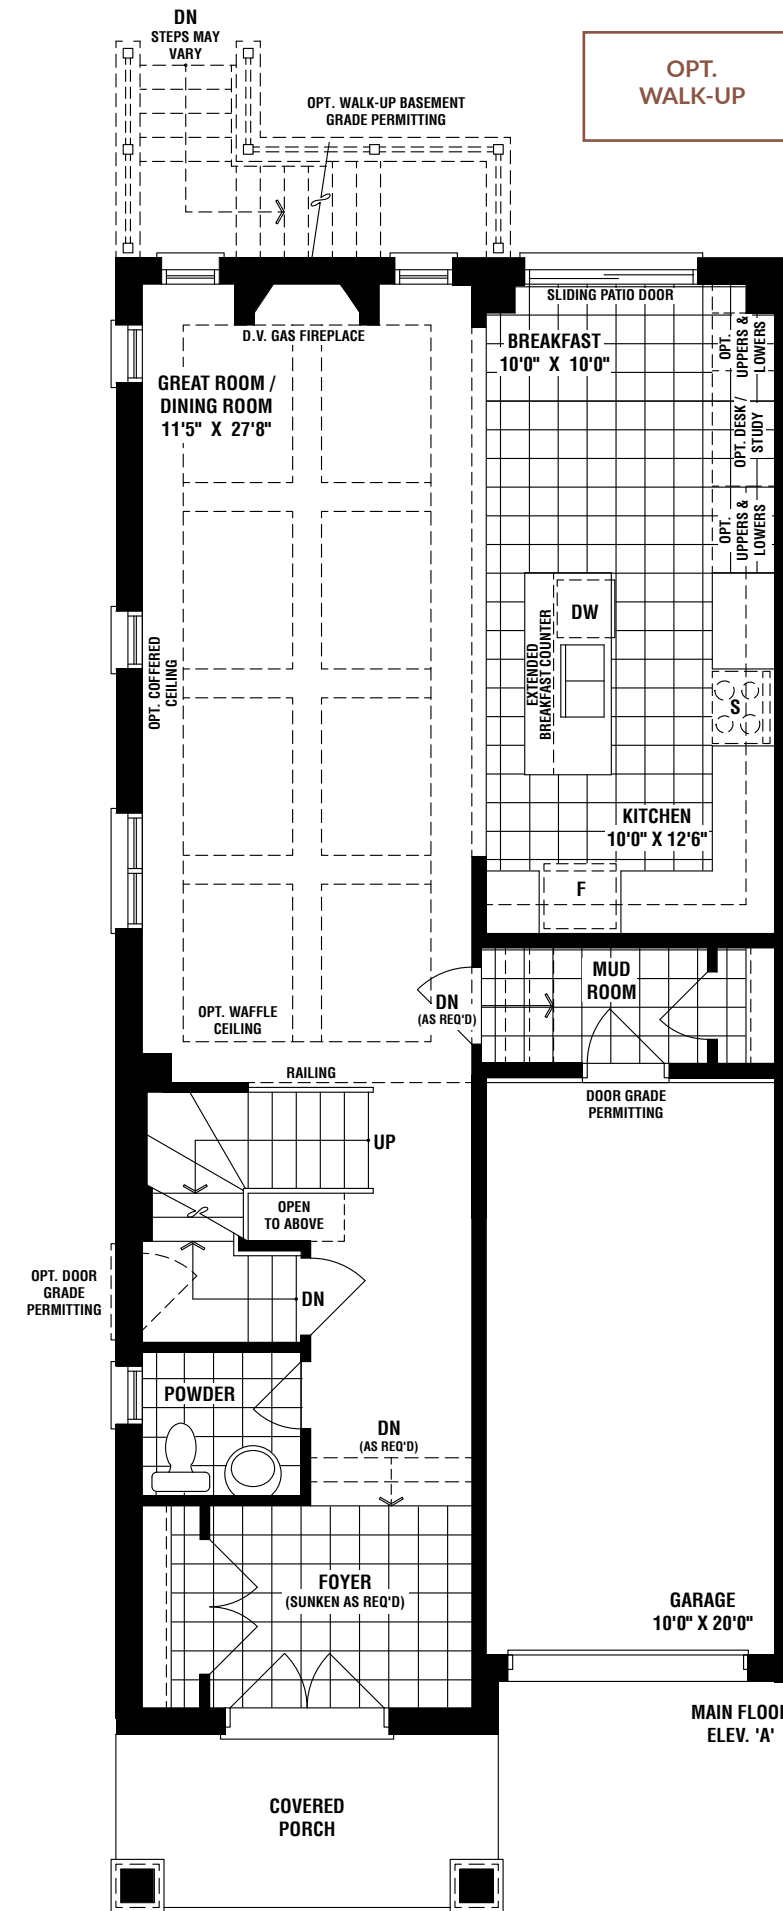 DN
STEPS MAY
VARY
OPT.
WALK-UP
OPT. WALK-UP BASEMENT
GRADE PERMITTING
SLIDING PATIO DOOR
D.V. GAS FIREPLACE
BREAKFAST
10'0" X 10'0"
OPT.
UPPERS &
LOWERS
GREAT ROOM /
DINING ROOM
11'5" X 27'8"
OPT. DESK /
STUDY
OPT.
UPPERS &
LOWERS
DW
EXTENDED
BREAKFAST COUNTER
OPT. COFFERED
CEILING
S
KITCHEN
10'0" X 12'6"
F
MUD
ROOM
DN
(AS REQ'D)
OPT. WAFFLE
CEILING
RAILING
DOOR GRADE
PERMITTING
UP
OPEN
TO ABOVE
OPT. DOOR
GRADE
PERMITTING
DN
POWDER
DN
(AS REQ'D)
FOYER
(SUNKEN AS REQ'D)
GARAGE
10'0" X 20'0"
MAIN FLOOR
ELEV. 'A'
COVERED
PORCH